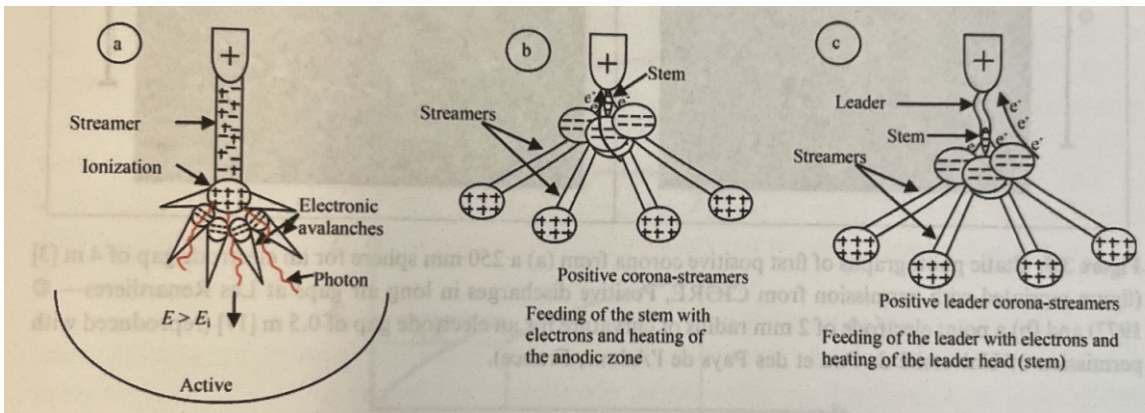 a
Streamer
Ionization
Electronic
avalanches
Photon
E > Eᵢ
Active
b
Stem
e⁻ e⁻
Streamers
Positive corona-streamers
Feeding of the stem with
electrons and heating of
the anodic zone
c
Leader
e⁻
e⁻
Stem
e⁻ e⁻
Streamers
Positive leader corona-streamers
Feeding of the leader with electrons and
heating of the leader head (stem)